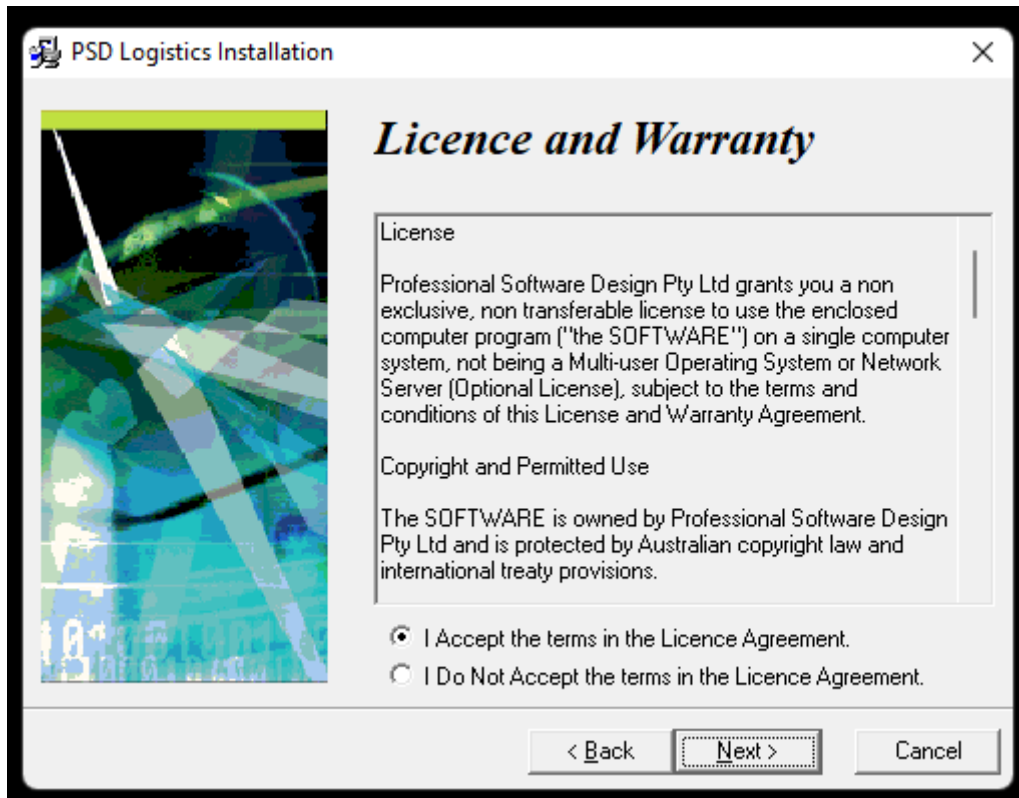 PSD Logistics Installation
Licence and Warranty
License
Professional Software Design Pty Ltd grants you a non
exclusive, non transferable license to use the enclosed
computer program ("the SOFTWARE") on a single computer
system, not being a Multi-user Operating System or Network
Server (Optional License), subject to the terms and
conditions of this License and Warranty Agreement.
Copyright and Permitted Use
The SOFTWARE is owned by Professional Software Design
Pty Ltd and is protected by Australian copyright law and
international treaty provisions.
I Accept the terms in the Licence Agreement.
I Do Not Accept the terms in the Licence Agreement.
< Back
Next >
Cancel